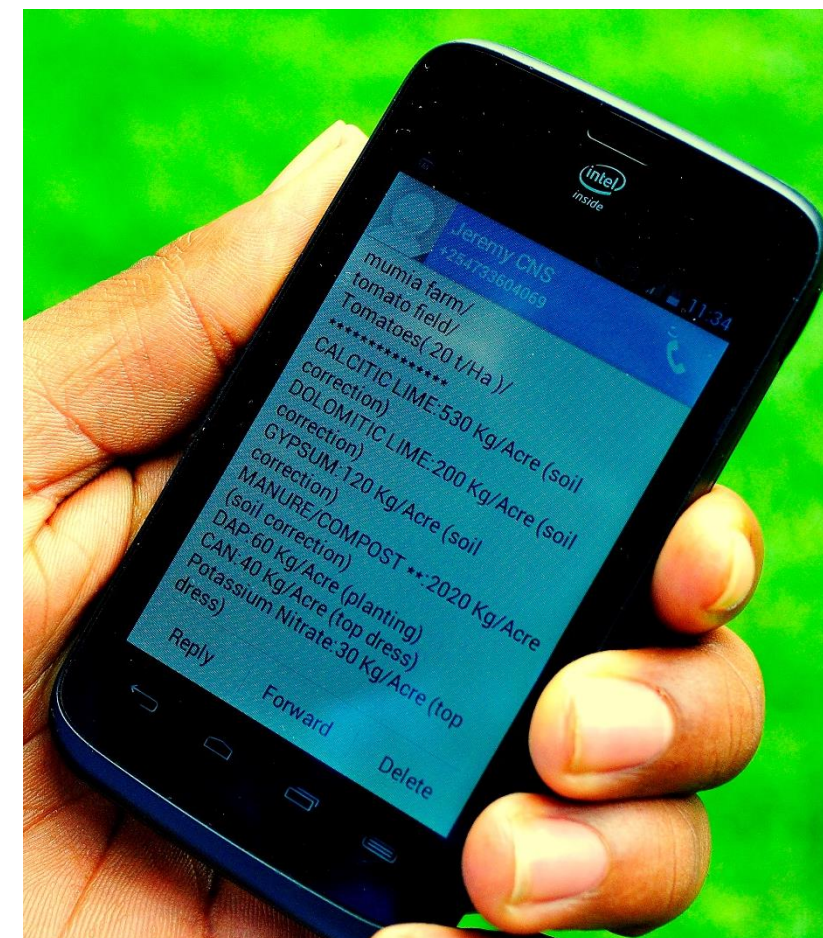 intel
inside
11:34
Jeremy CNS
+254733604069
mumia farm/
tomato field/
Tomatoes( 20 t/Ha )/
***************
CALCITIC LIME:530 Kg/Acre (soil
correction)
DOLOMITIC LIME:200 Kg/Acre (soil
correction)
GYPSUM:120 Kg/Acre (soil
correction)
MANURE/COMPOST **:2020 Kg/Acre
(soil correction)
DAP:60 Kg/Acre (planting)
CAN:40 Kg/Acre (top dress)
Potassium Nitrate:30 Kg/Acre (top
dress)
Reply Forward Delete